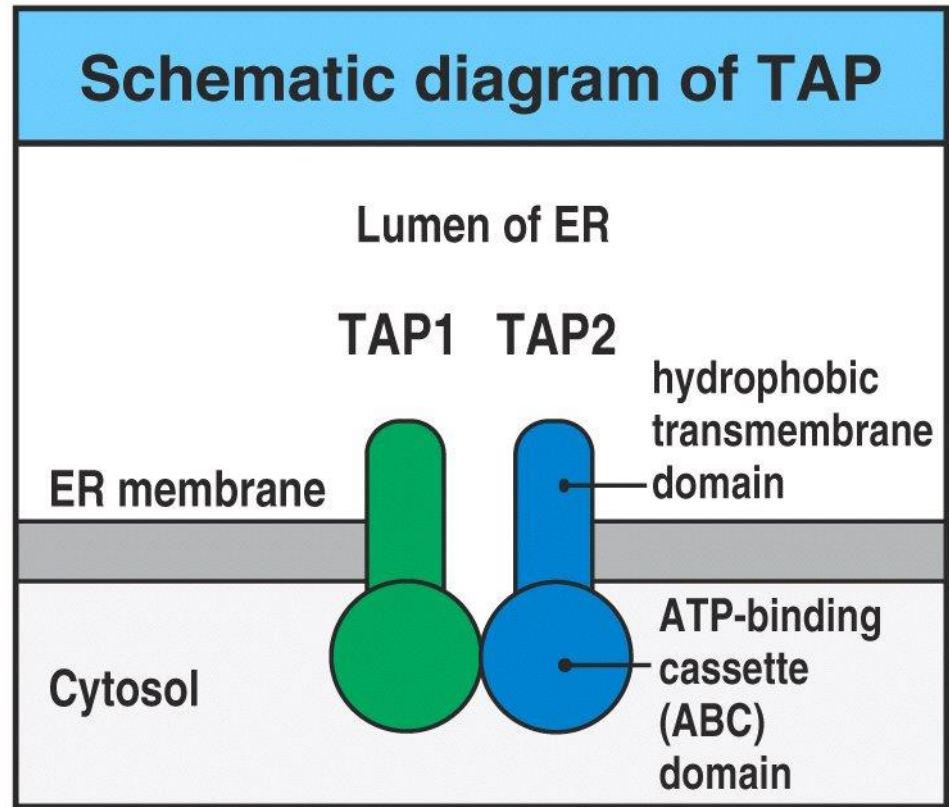 Schematic diagram of TAP
Lumen of ER
TAP1 TAP2
hydrophobic
transmembrane
domain
ER membrane
ATP-binding
cassette
(ABC)
domain
Cytosol